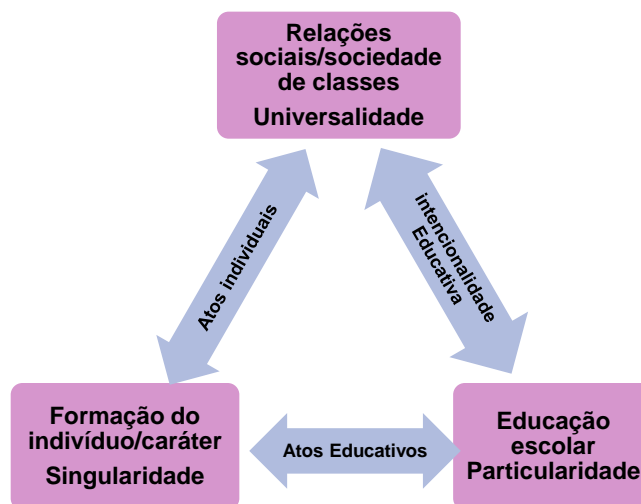 Relações
sociais/sociedade
de classes
Universalidade
Atos individuais
intencionalidade
Educativa
Formação do
indivíduo/caráter
Singularidade
Atos Educativos
Educação
escolar
Particularidade